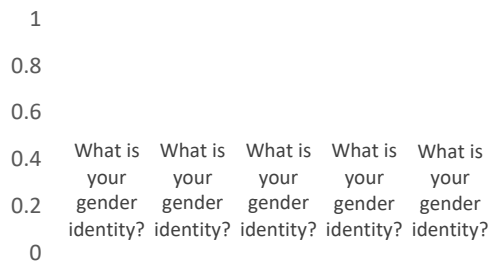 1
0.8
0.6
0.4
0.2
0
What is What is What is What is What is
your your your your your
gender gender gender gender gender
identity? identity? identity? identity? identity?